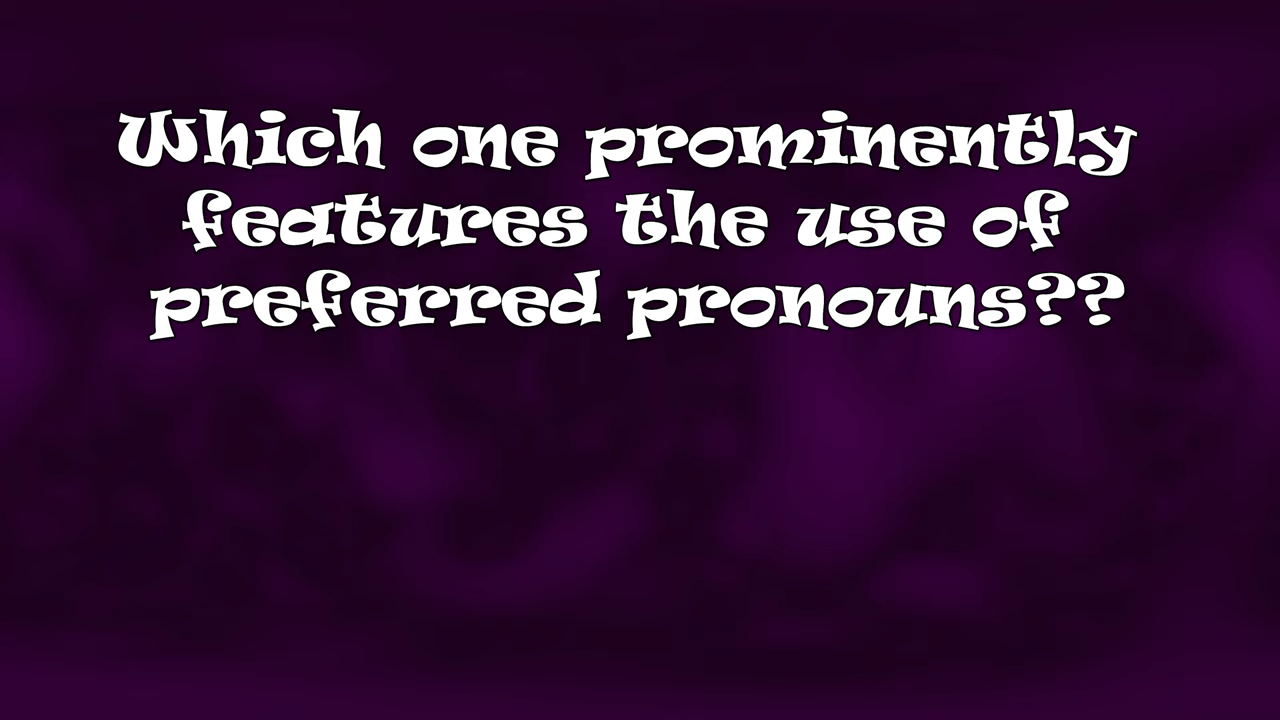 Which one prominently
features the use of
preferred pronouns??